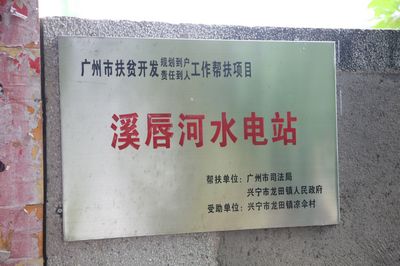 广州市扶贫开发规划到户责任到人工作帮扶项目
溪唇河水电站
帮扶单位：广州市司法局
兴宁市龙田镇人民政府
受助单位：兴宁市龙田镇凉伞村